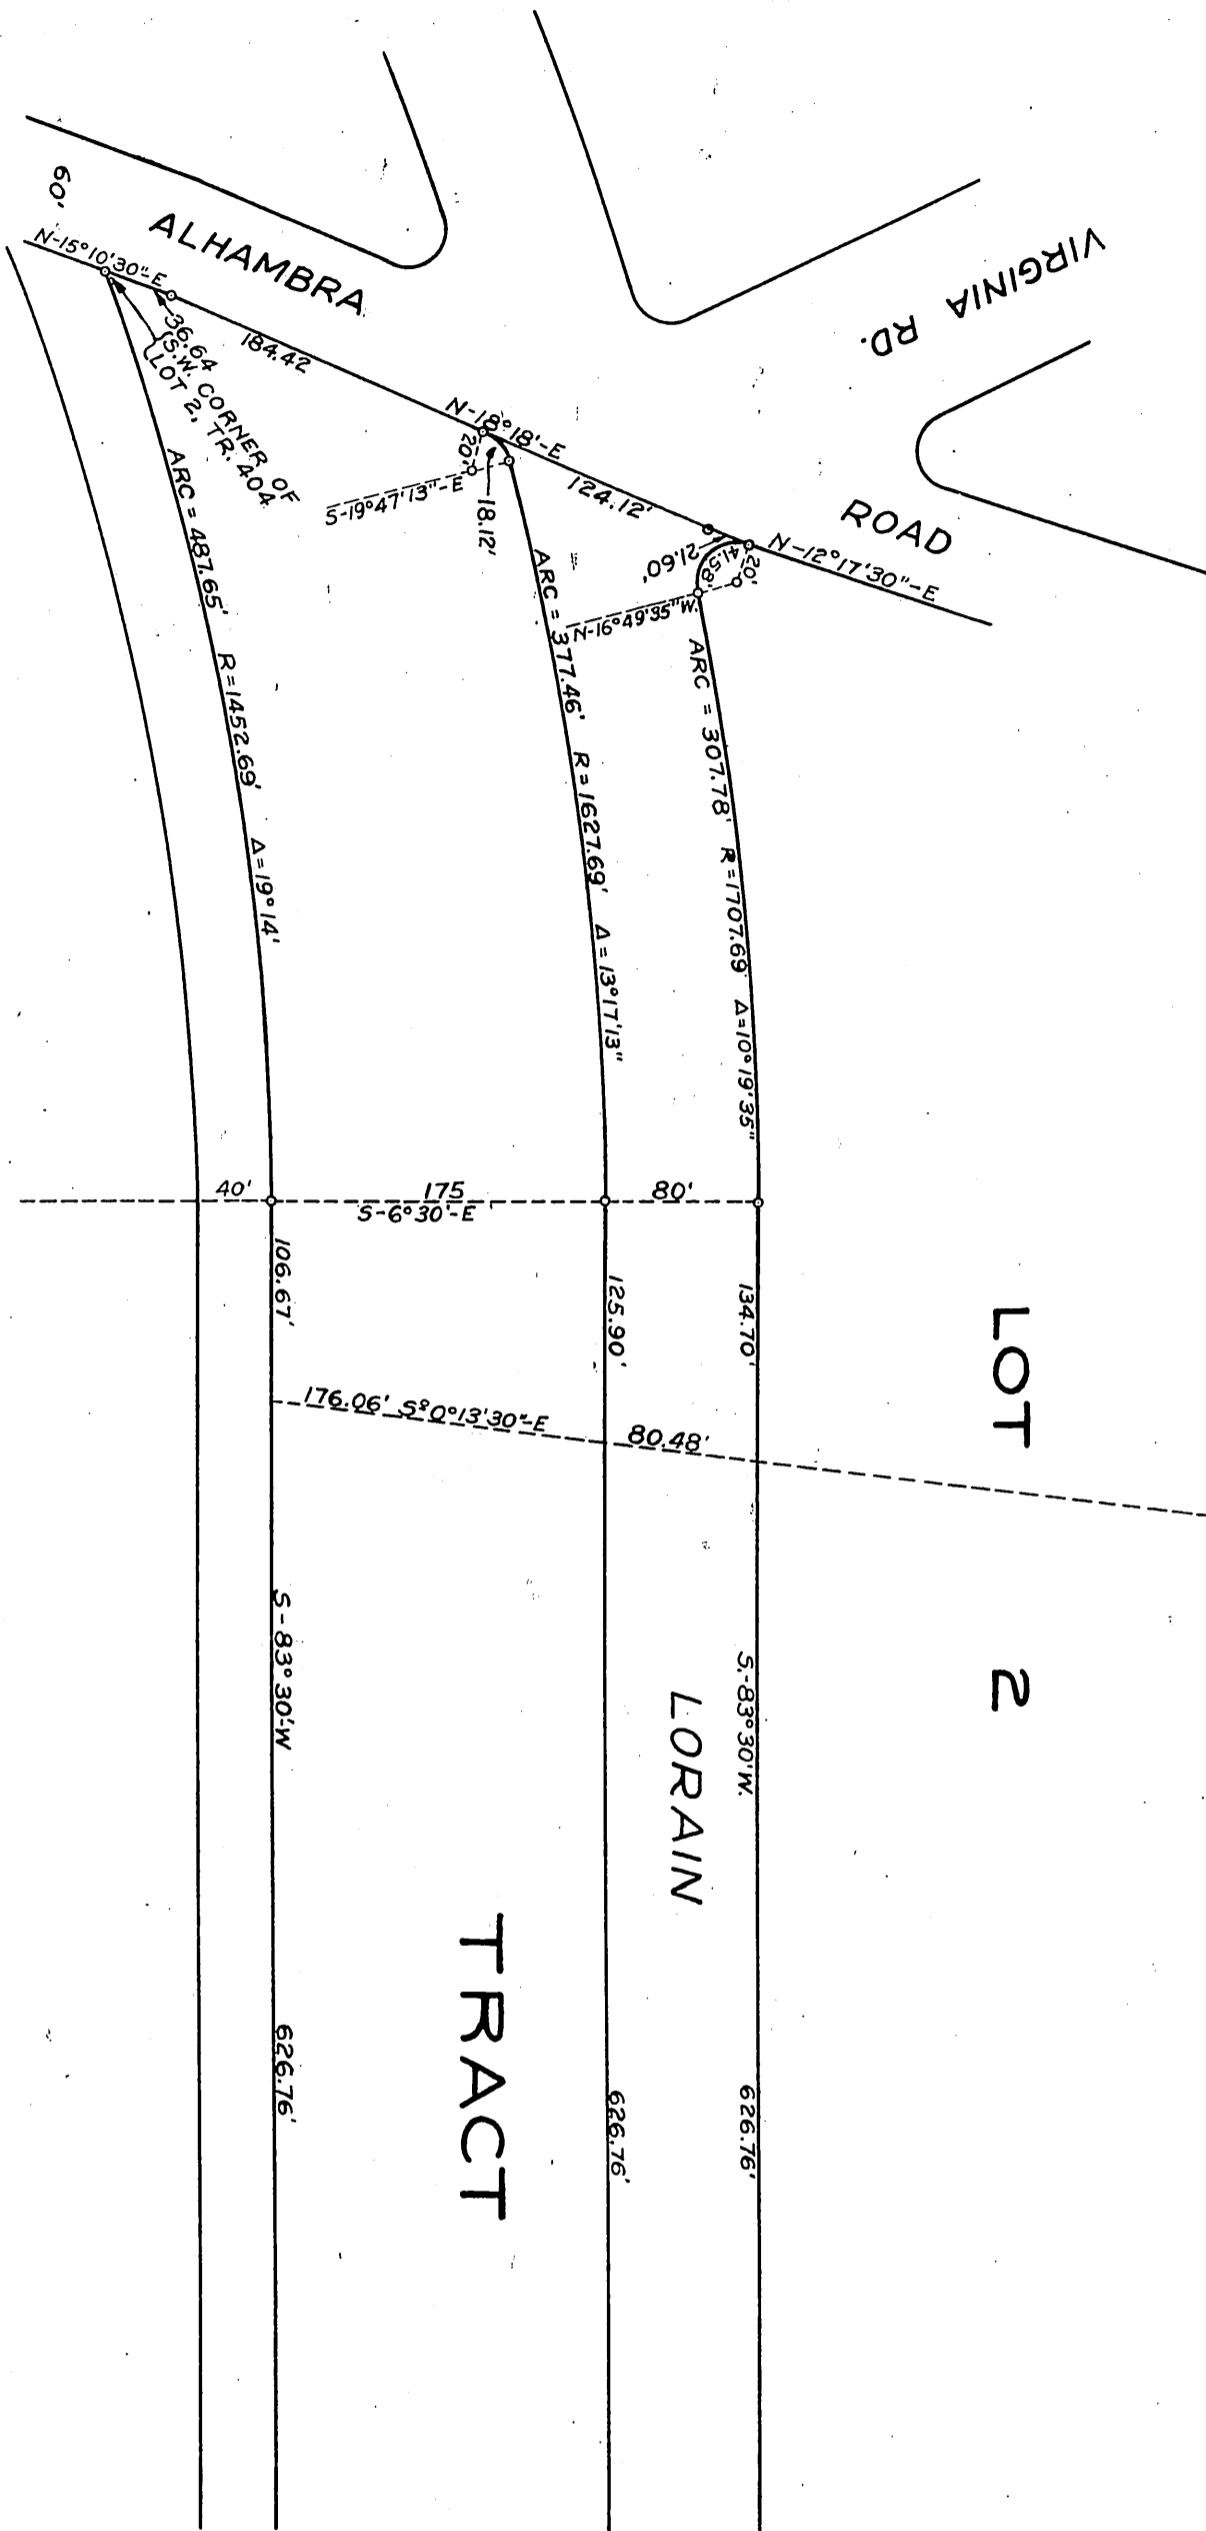 VIRGINIA RD.
60'
ALHAMBRA
ROAD
N-15°10'30"-E
36.64
S.W. CORNER OF
LOT 2, TR. 404
184.42
N-18°18'-E
20'
S-19°47'13"-E
18.12'
124.12'
21.60'
41.58'
20'
N-12°17'30"-E
N-16°49'35"W.
ARC = 487.65' R=1452.69' Δ=19°14'
ARC = 377.46' R=1627.69' Δ=13°17'13"
ARC = 307.78' R=1707.69' Δ=10°19'35"
40'
175
S-6°30'-E
80'
106.67'
125.90'
134.70'
176.06' S-0°13'30"-E
80.48'
LOT 2
S-83°30'-W
S.-83°30'W.
LORAIN
TRACT
626.76'
626.76'
626.76'